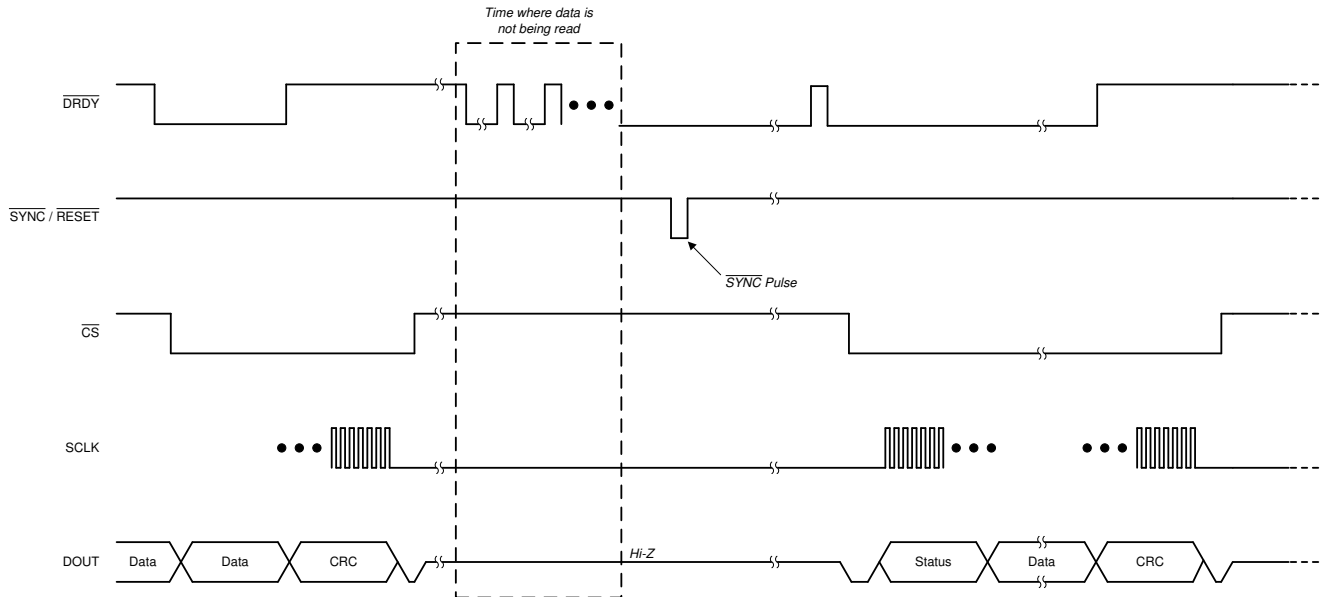 Time where data is
not being read
DRDY
SYNC / RESET
SYNC Pulse
CS
SCLK
DOUT
Data
Data
CRC
Hi-Z
Status
Data
CRC